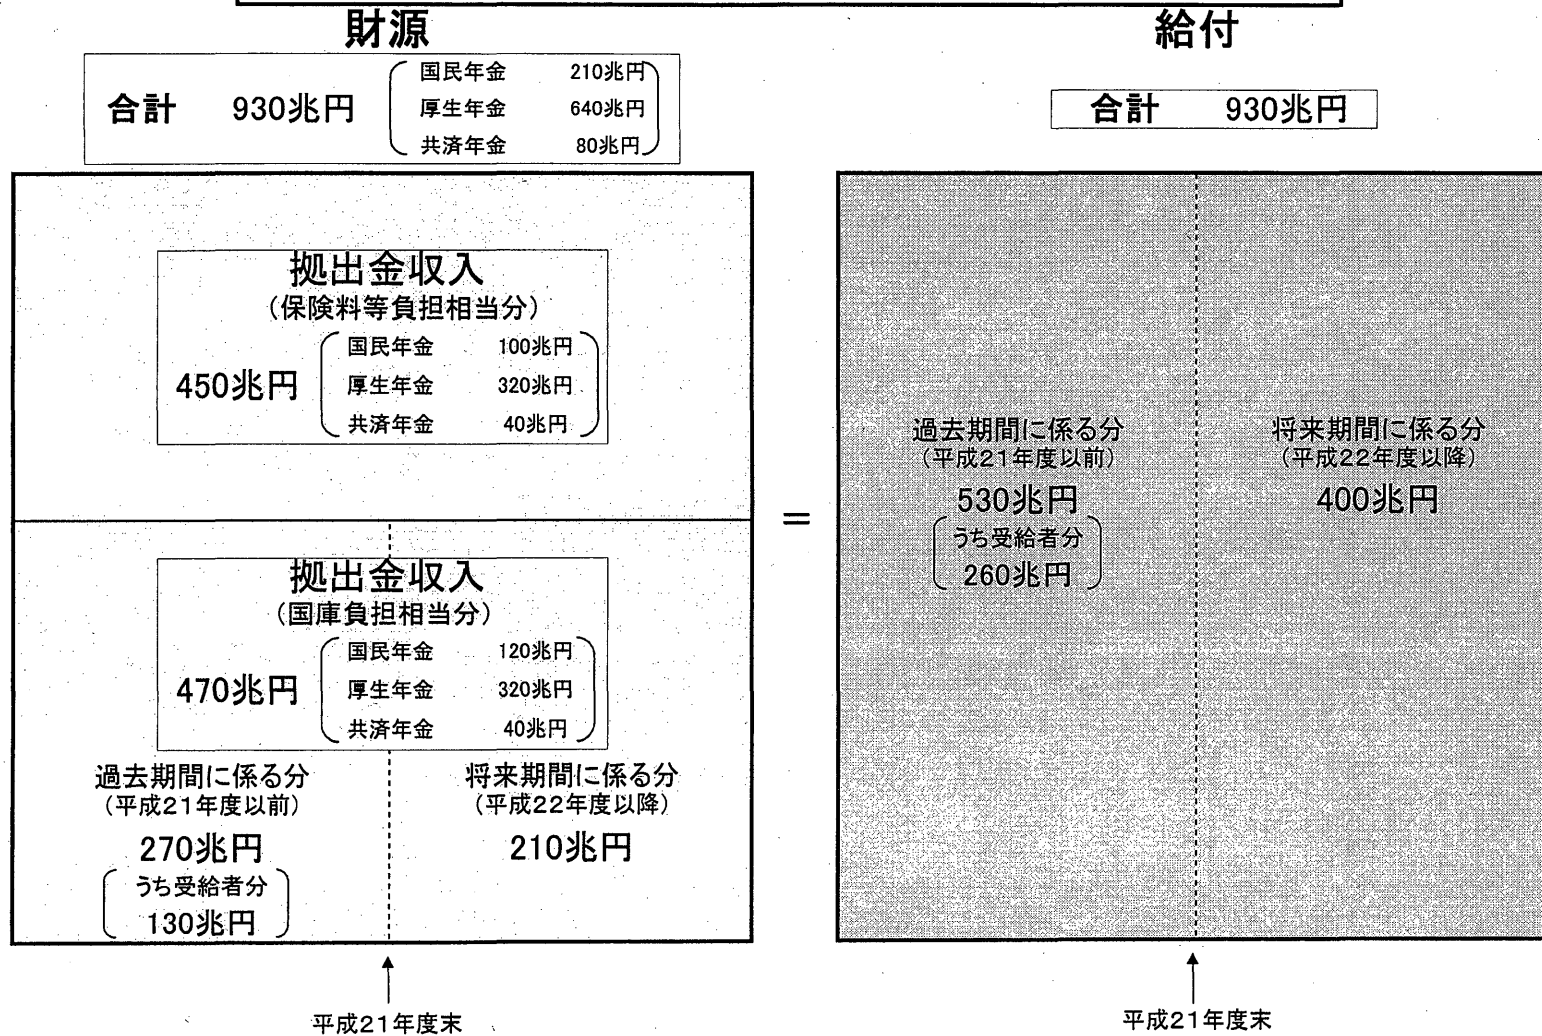 財源
合計 930兆円
国民年金 210兆円
厚生年金 640兆円
共済年金 80兆円
拠出金収入
(保険料等負担相当分)
450兆円
国民年金 100兆円
厚生年金 320兆円
共済年金 40兆円
拠出金収入
(国庫負担相当分)
470兆円
国民年金 120兆円
厚生年金 320兆円
共済年金 40兆円
過去期間に係る分
(平成21年度以前)
270兆円
うち受給者分
130兆円
将来期間に係る分
(平成22年度以降)
210兆円
平成21年度末
=
給付
合計 930兆円
過去期間に係る分
(平成21年度以前)
530兆円
うち受給者分
260兆円
将来期間に係る分
(平成22年度以降)
400兆円
平成21年度末